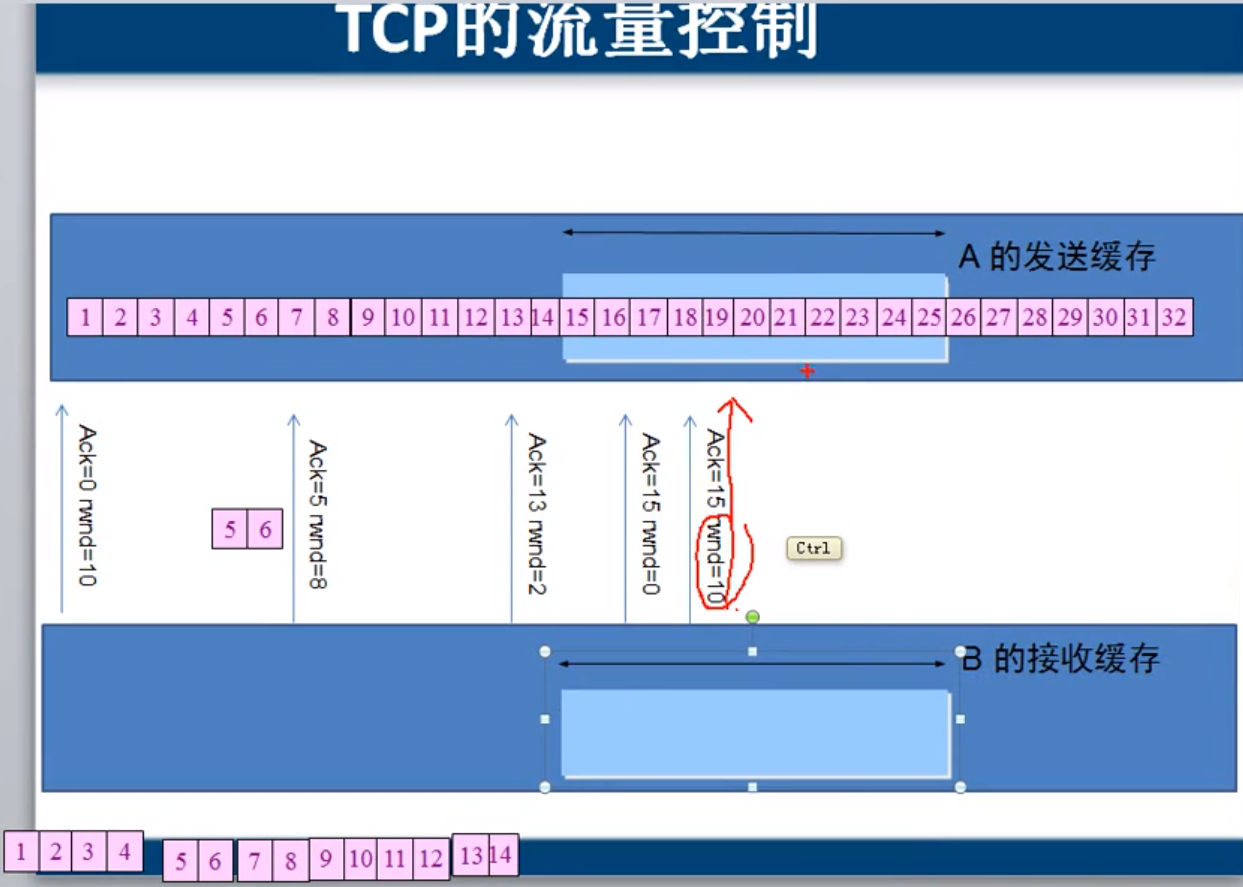 TCP的流量控制
A 的发送缓存
1 2 3 4 5 6 7 8 9 10 11 12 13 14 15 16 17 18 19 20 21 22 23 24 25 26 27 28 29 30 31 32
Ack=0 rwnd=10
5 6
Ack=5 rwnd=8
Ack=13 rwnd=2
Ack=15 rwnd=0
Ack=15 rwnd=10
Ctrl
B 的接收缓存
1 2 3 4 5 6 7 8 9 10 11 12 13 14